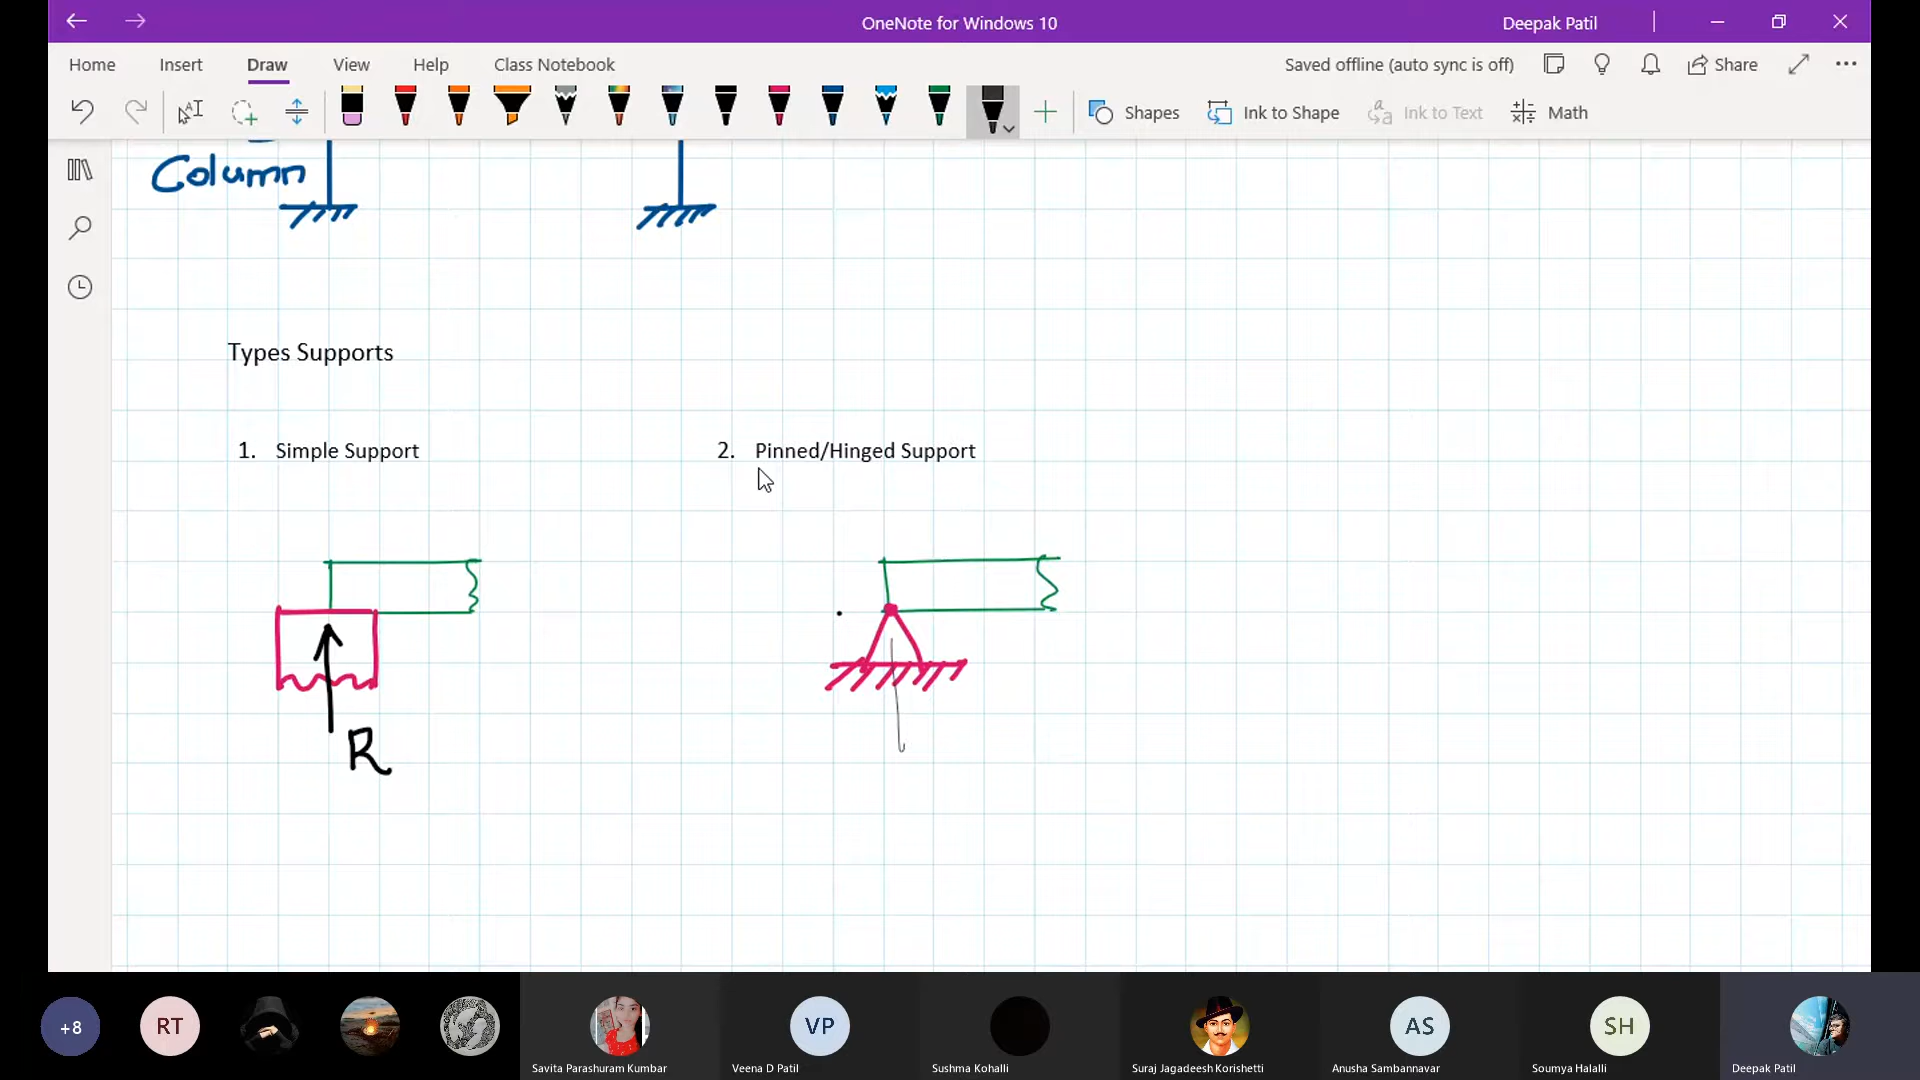 OneNote for Windows 10
Deepak Patil
Home Insert Draw View Help Class Notebook
Saved offline (auto sync is off) Share
Shapes Ink to Shape Ink to Text Math
Column
Types Supports
1. Simple Support
2. Pinned/Hinged Support
R
+8 RT VP AS SH
Savita Parashuram Kumbar Veena D Patil Sushma Kohalli Suraj Jagadeesh Korishetti Anusha Sambannavar Soumya Halalli Deepak Patil